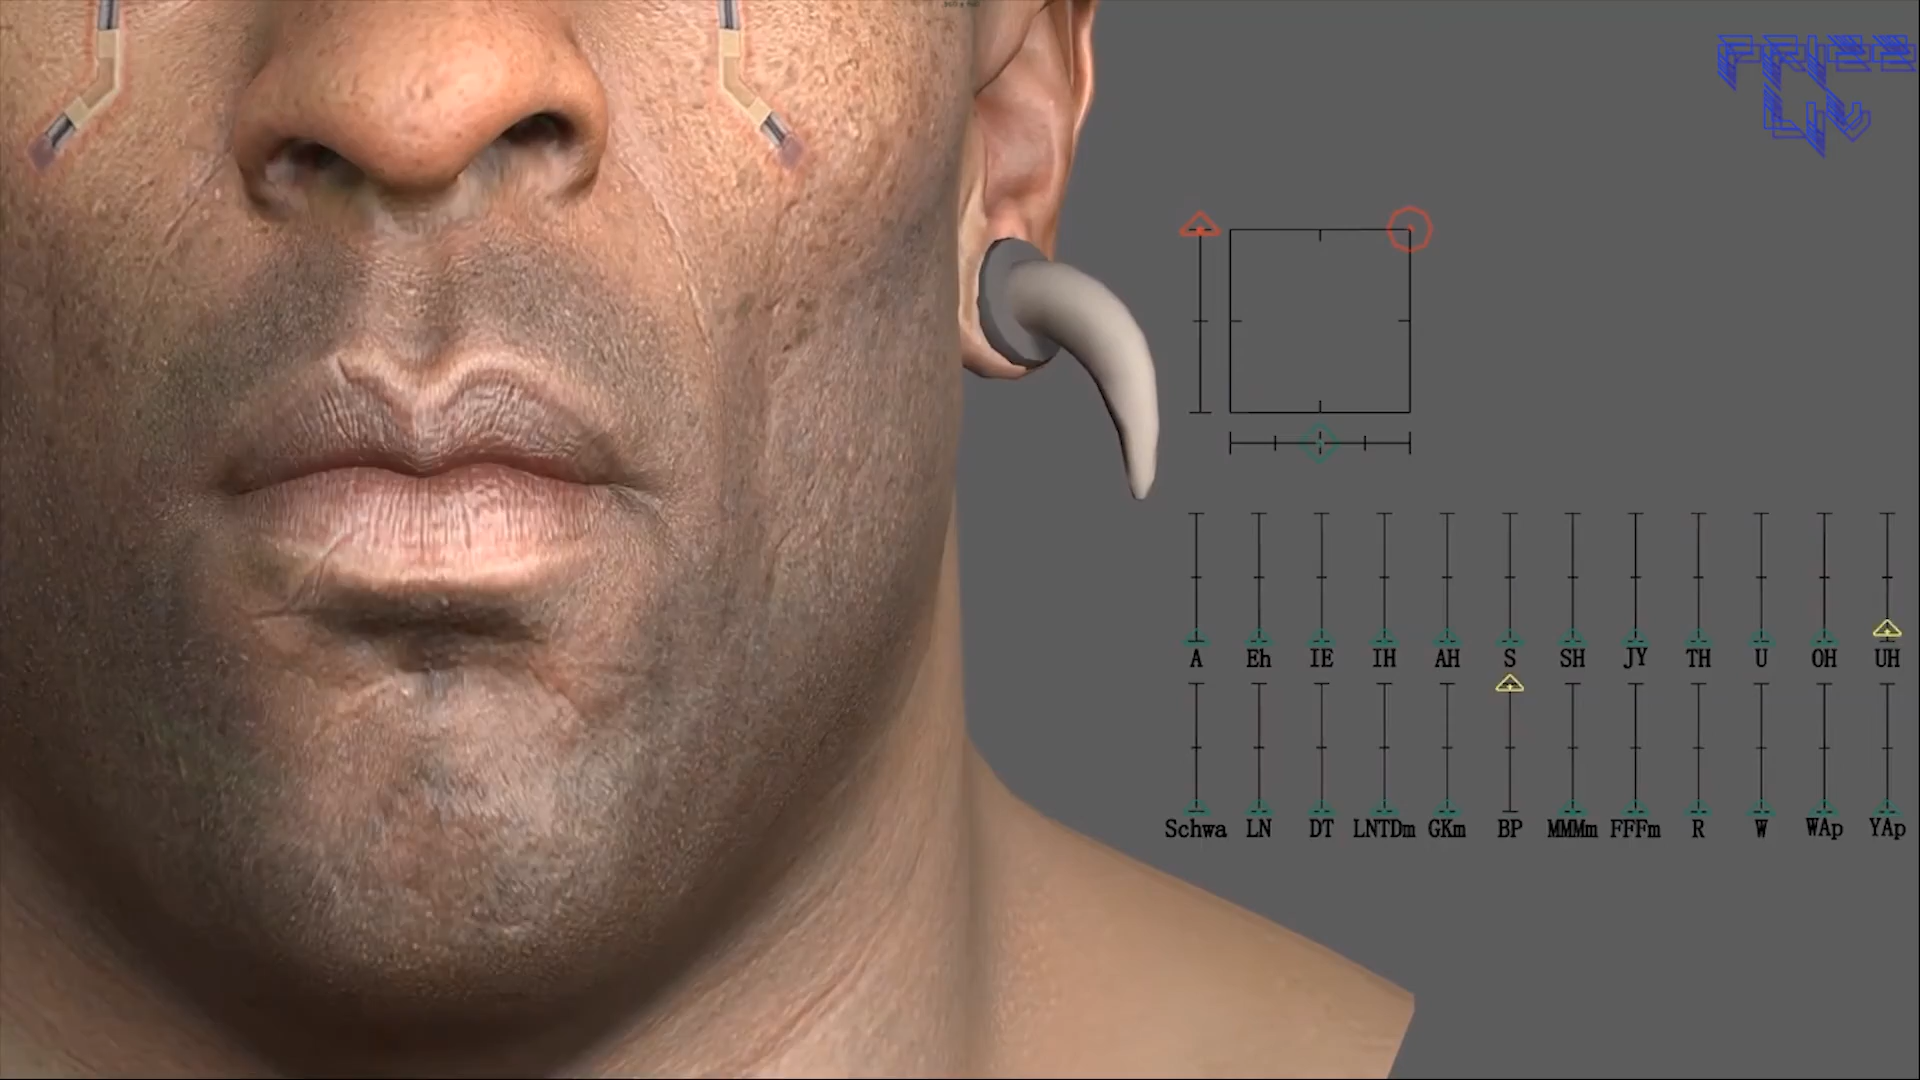 A Eh IE IH AH S SH JY TH U OH UH
Schwa LN DT LNTDm GKm BP MMMm FFFm R W WAp YAp